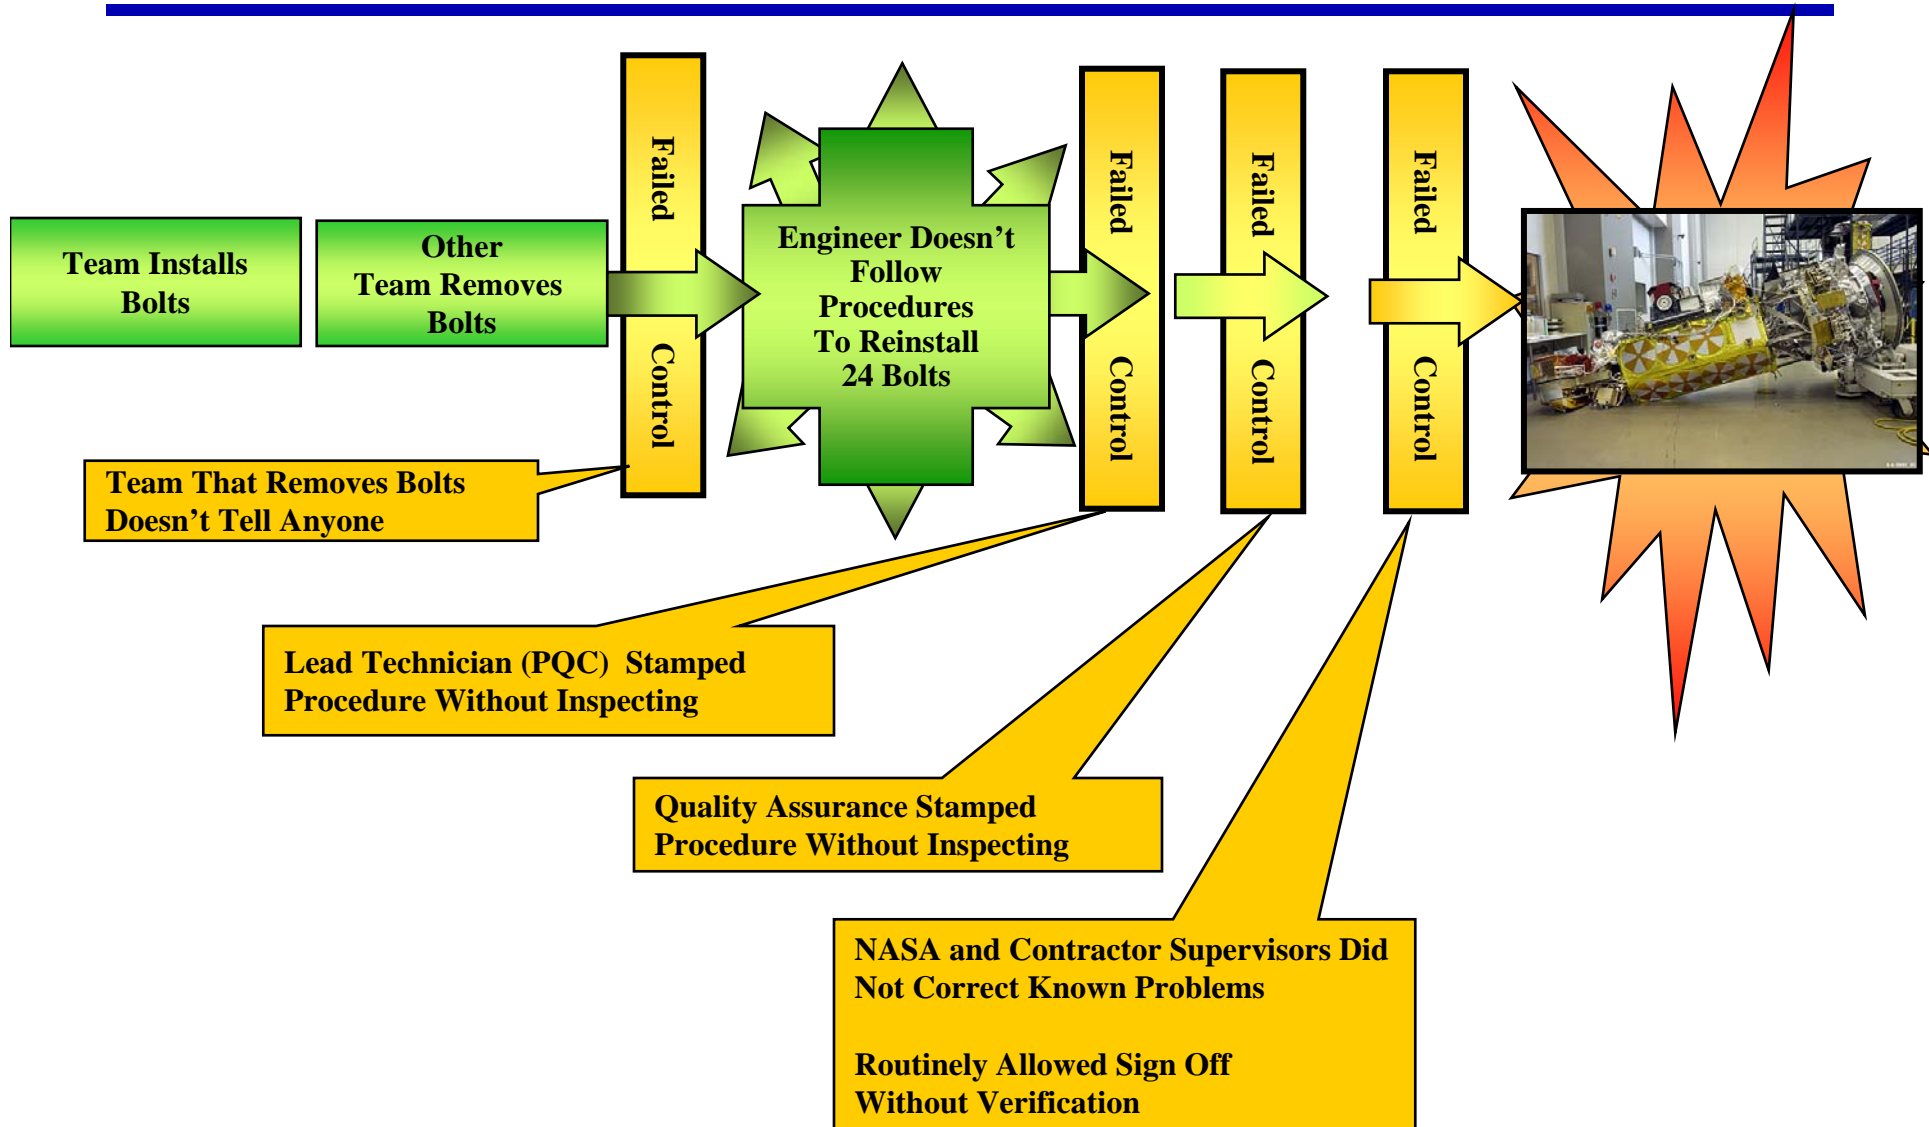 Team Installs
Bolts
Other
Team Removes
Bolts
Failed Control
Engineer Doesn’t
Follow
Procedures
To Reinstall
24 Bolts
Failed Control
Failed Control
Failed Control
Team That Removes Bolts
Doesn’t Tell Anyone
Lead Technician (PQC)  Stamped
Procedure Without Inspecting
Quality Assurance Stamped
Procedure Without Inspecting
NASA and Contractor Supervisors Did
Not Correct Known Problems
Routinely Allowed Sign Off
Without Verification